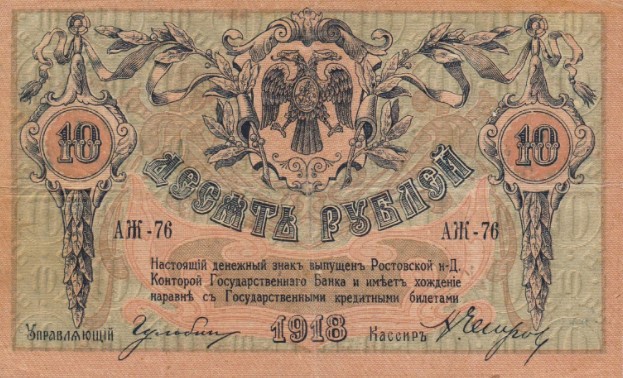 10 10
ДЕСЯТЬ РУБЛЕЙ
АЖ-76 АЖ-76
Настоящій денежный знакъ выпущенъ Ростовской н-Д.
Конторой Государственнаго Банка и имѣетъ хожденіе
наравнѣ съ Государственными кредитными билетами
Управляющій 1918 Кассиръ